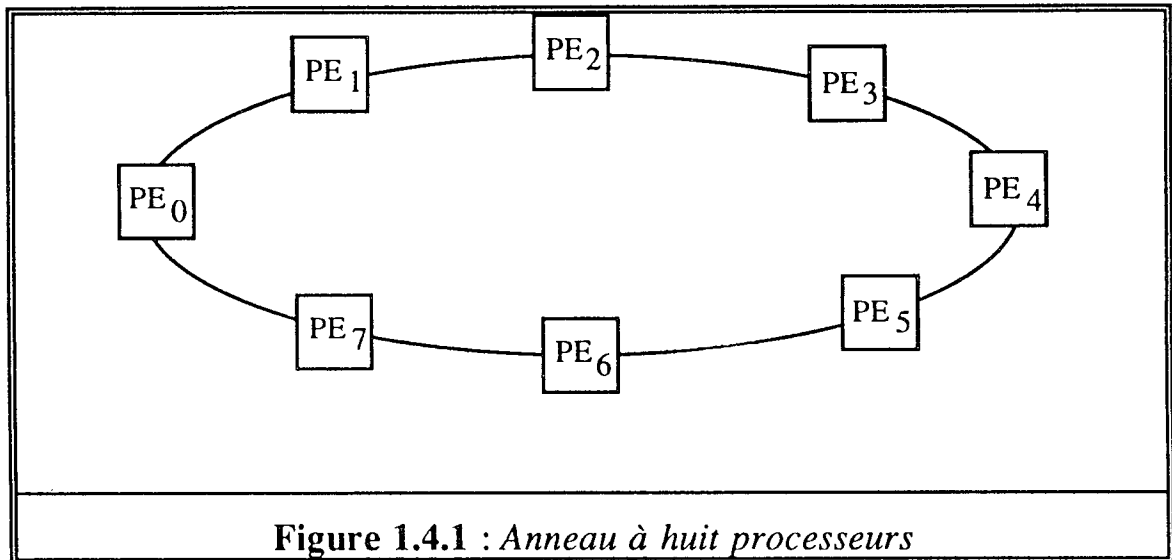 PE1
PE2
PE3
PE0
PE4
PE7
PE6
PE5
Figure 1.4.1 : Anneau à huit processeurs